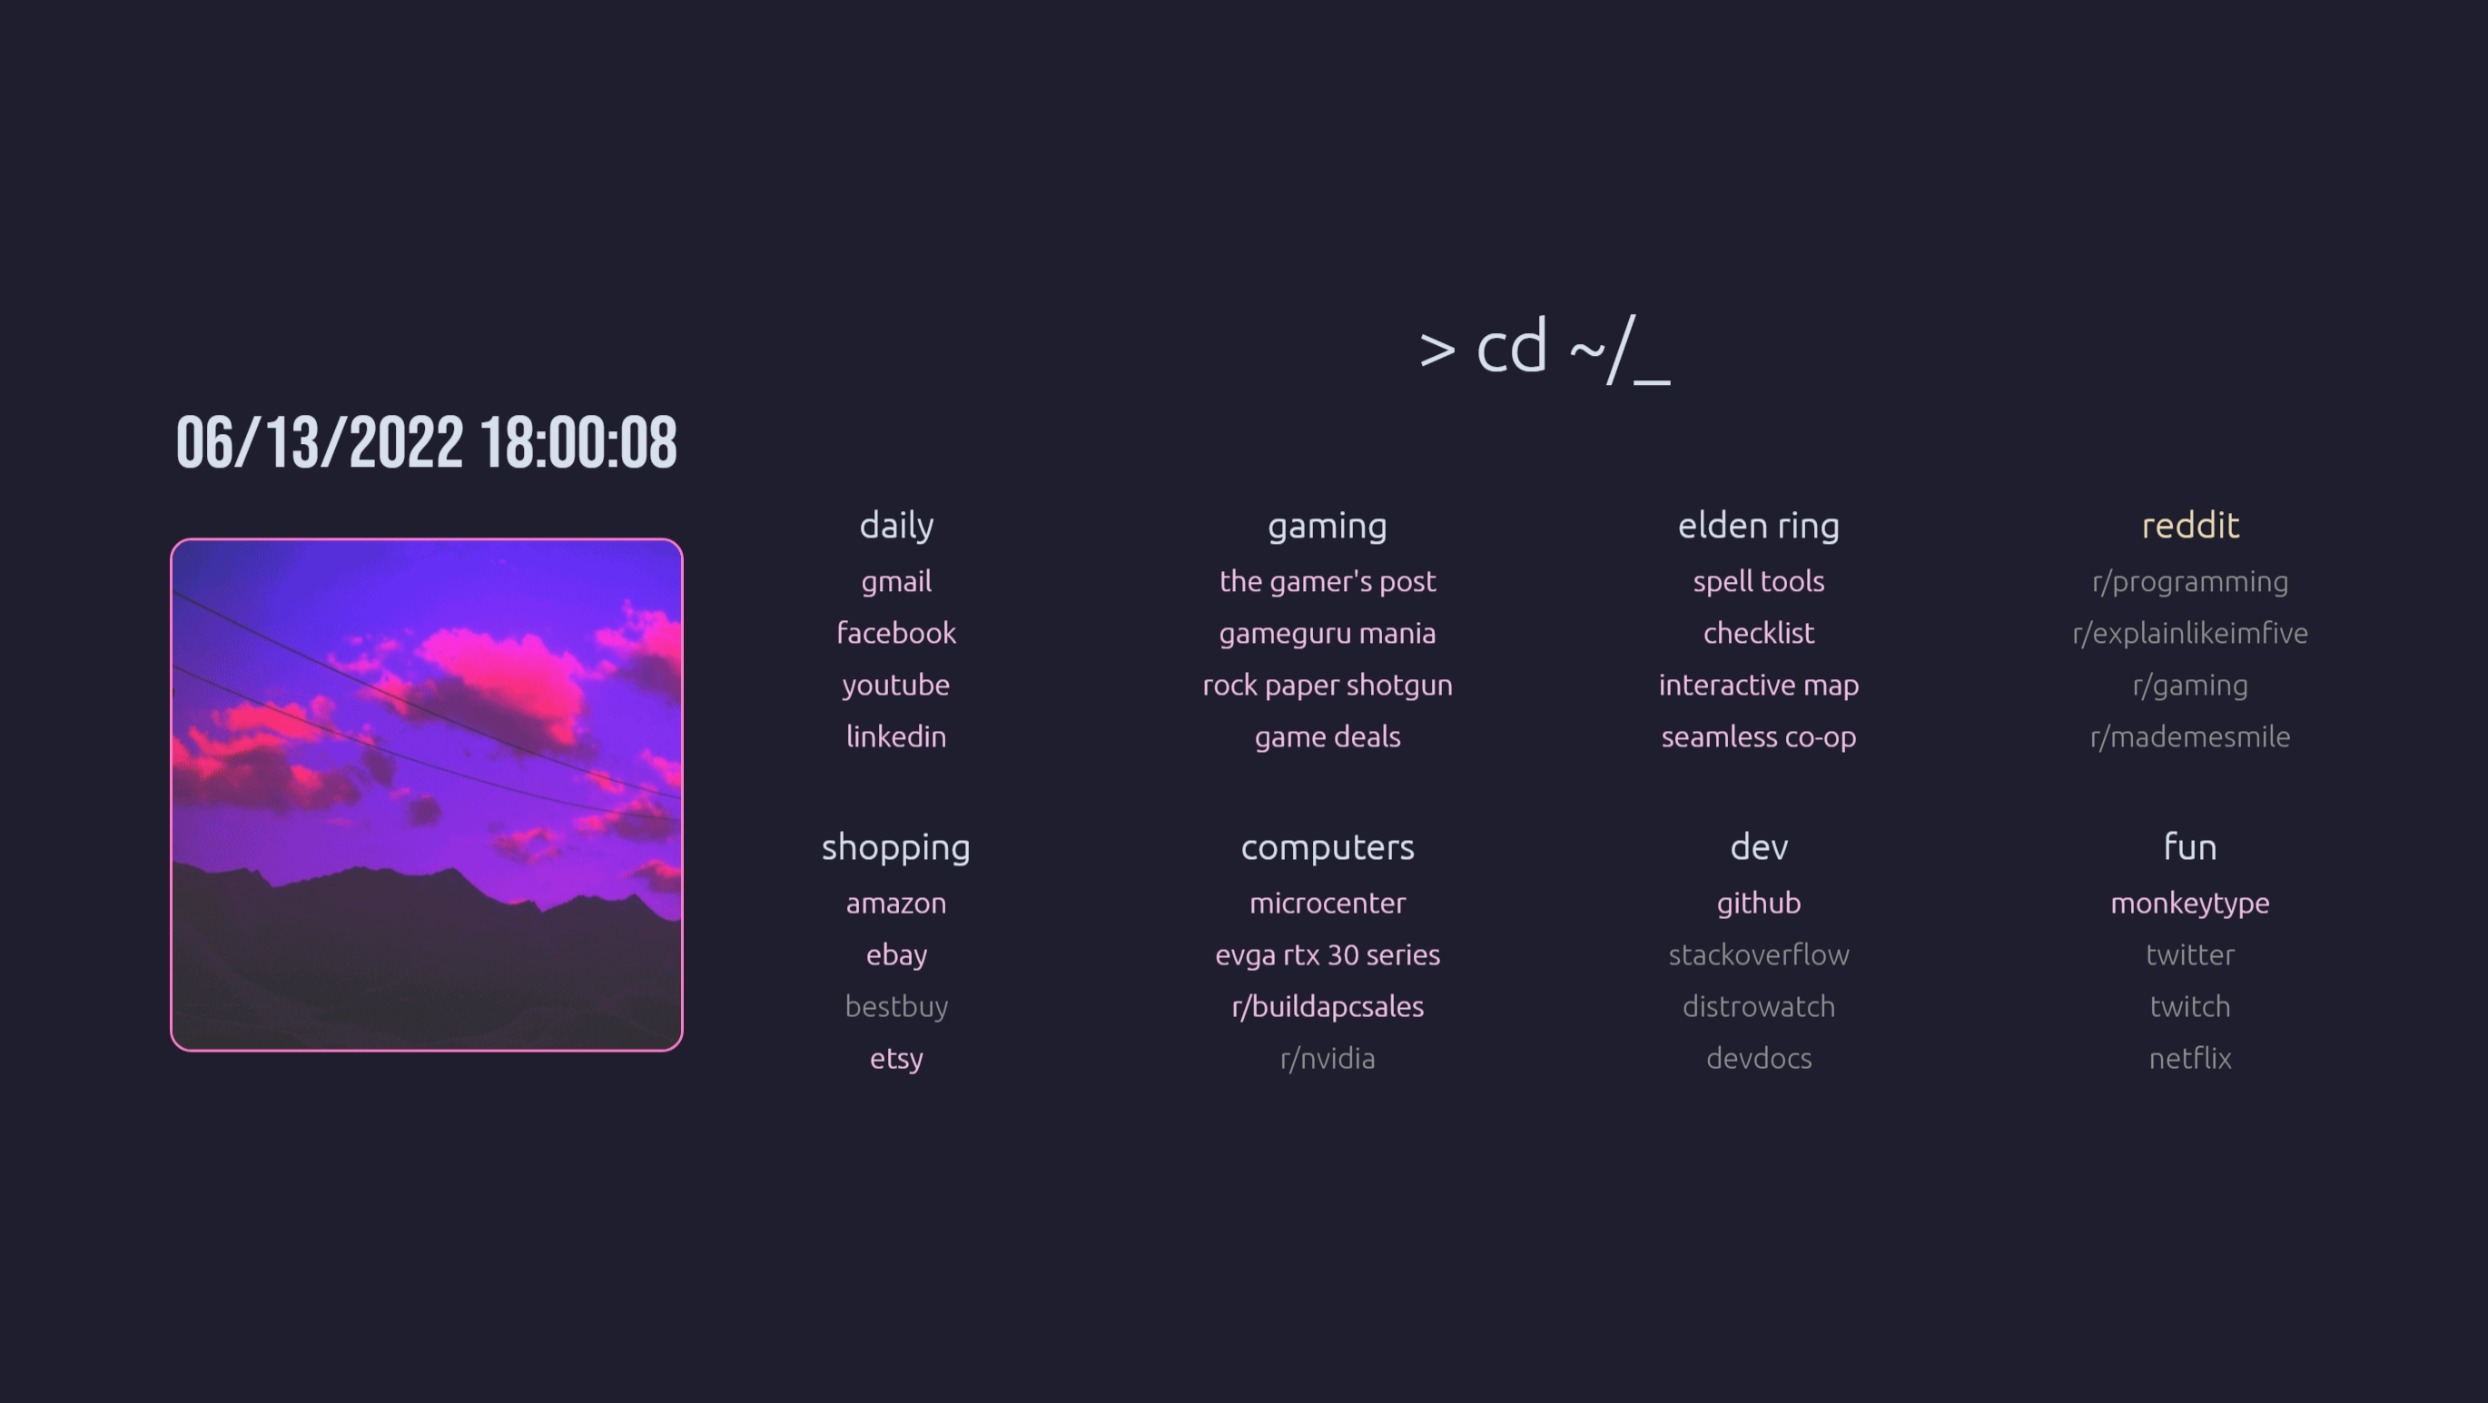 > cd ~/_
06/13/2022 18:00:08
daily
gmail
facebook
youtube
linkedin
gaming
the gamer's post
gameguru mania
rock paper shotgun
game deals
elden ring
spell tools
checklist
interactive map
seamless co-op
reddit
r/programming
r/explainlikeimfive
r/gaming
r/mademesmile
shopping
amazon
ebay
bestbuy
etsy
computers
microcenter
evga rtx 30 series
r/buildapcsales
r/nvidia
dev
github
stackoverflow
distrowatch
devdocs
fun
monkeytype
twitter
twitch
netflix